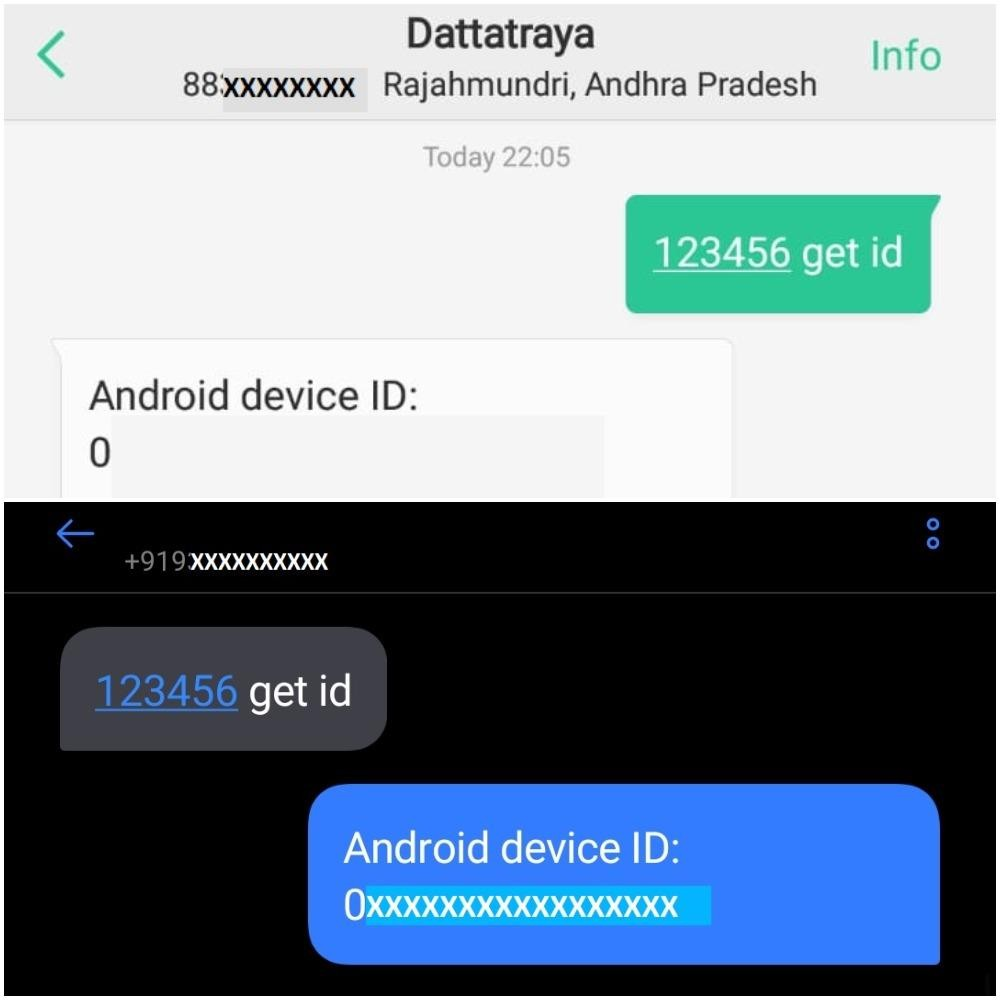 Dattatraya
Info
88xxxxxxxx Rajahmundri, Andhra Pradesh
Today 22:05
123456 get id
Android device ID:
0
+919xxxxxxxxxx
123456 get id
Android device ID:
0xxxxxxxxxxxxxxxxx